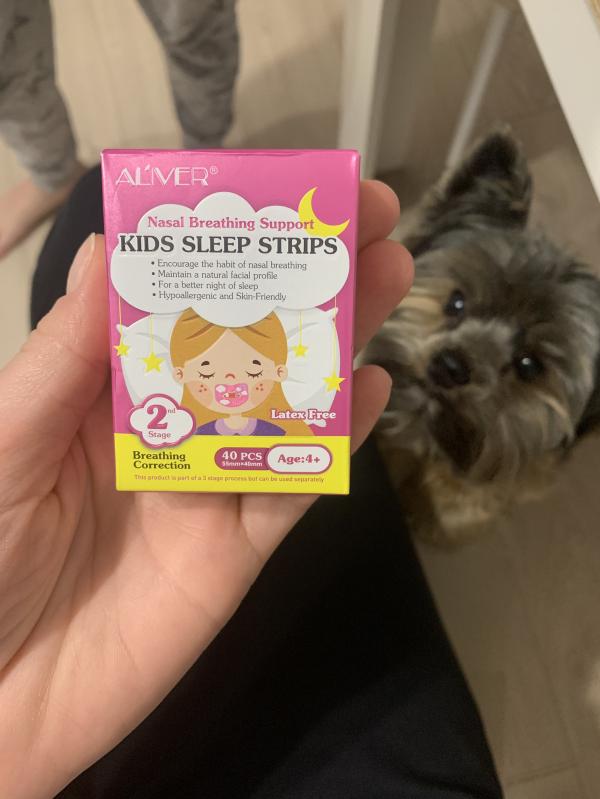 ALIVER®
Nasal Breathing Support
KIDS SLEEP STRIPS
• Encourage the habit of nasal breathing
• Maintain a natural facial profile
• For a better night of sleep
• Hypoallergenic and Skin-Friendly
Latex Free
2nd
Stage
Breathing
Correction
40 PCS
55mm×40mm
Age:4+
This product is part of a 3 stage process but can be used separately